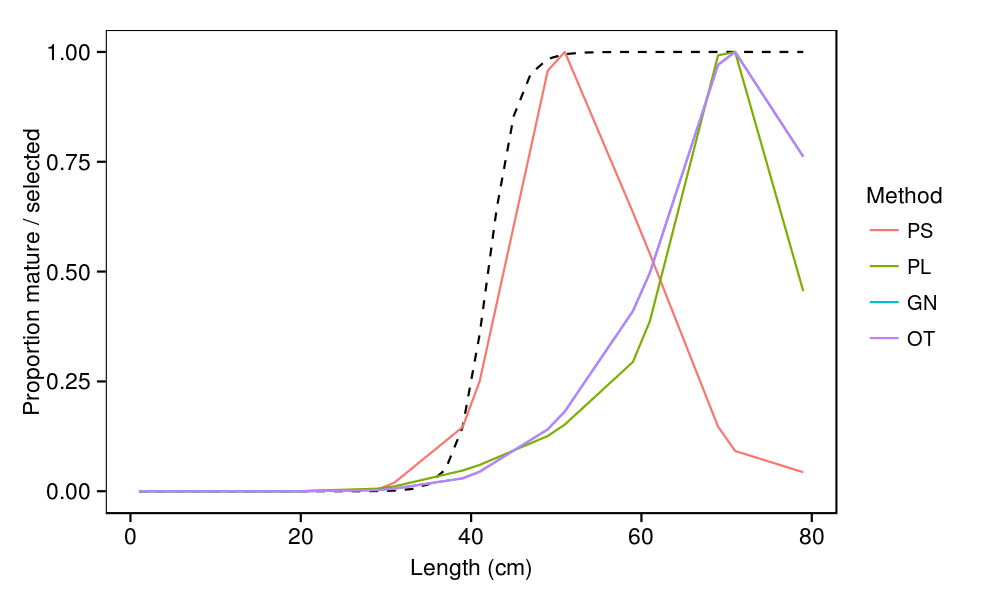 Proportion mature / selected
1.00
0.75
0.50
0.25
0.00
0 20 40 60 80
Length (cm)
Method
PS
PL
GN
OT